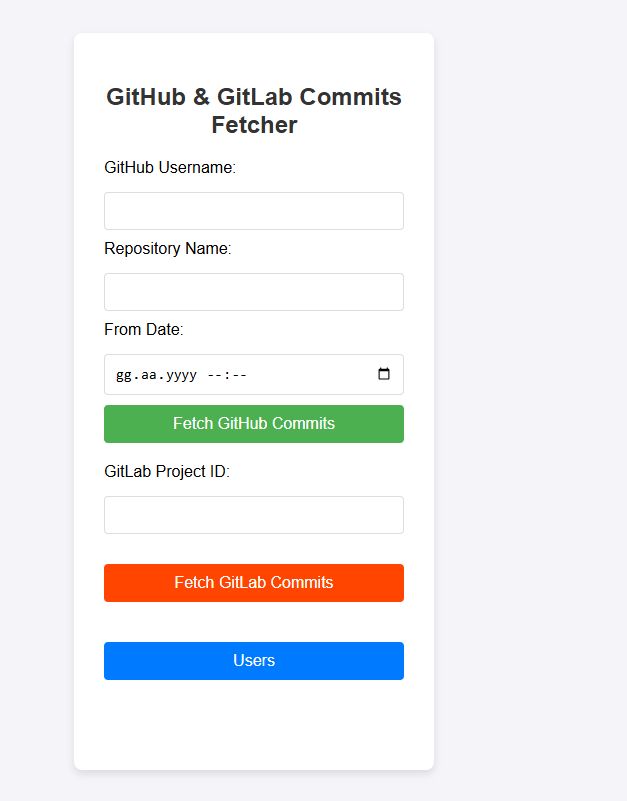 GitHub & GitLab Commits
Fetcher
GitHub Username:
Repository Name:
From Date:
gg.aa.yyyy --:--
Fetch GitHub Commits
GitLab Project ID:
Fetch GitLab Commits
Users